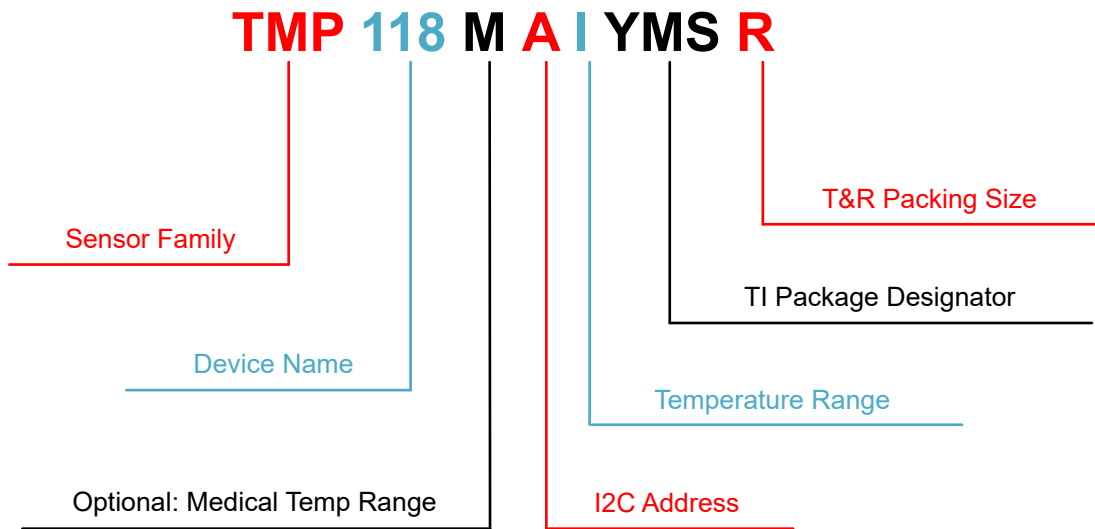 TMP 118 M A I YMS R
T&R Packing Size
Sensor Family
TI Package Designator
Device Name
Temperature Range
Optional: Medical Temp Range
I2C Address